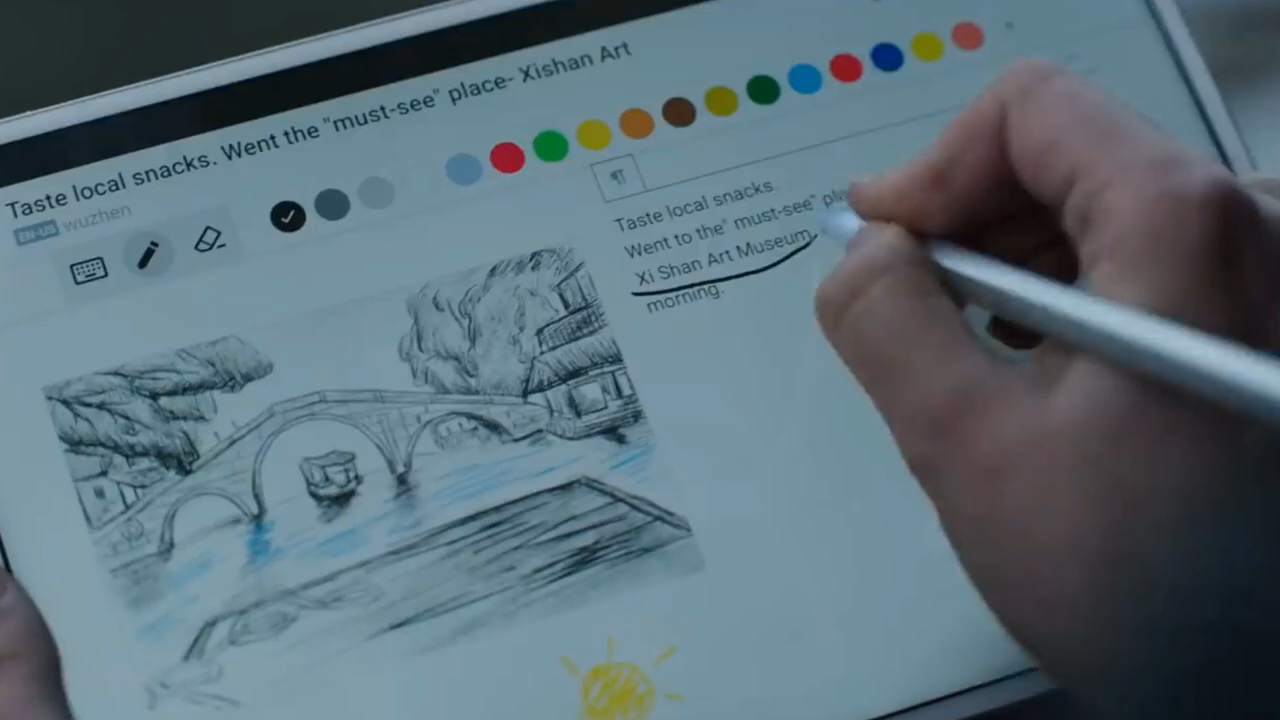 Taste local snacks. Went the "must-see" place- Xishan Art
EN-US wuzhen
¶
Taste local snacks.
Went to the" must-see"
Xi Shan Art Museum
morning.